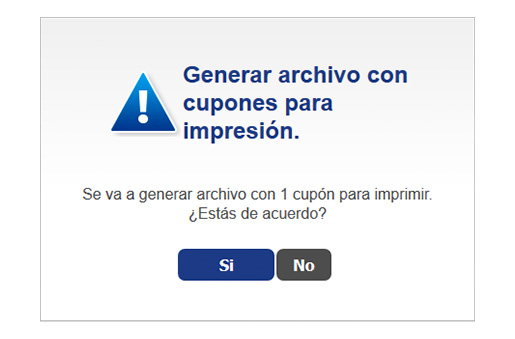 Generar archivo con
cupones para
impresión.
Se va a generar archivo con 1 cupón para imprimir.
¿Estás de acuerdo?
Si No